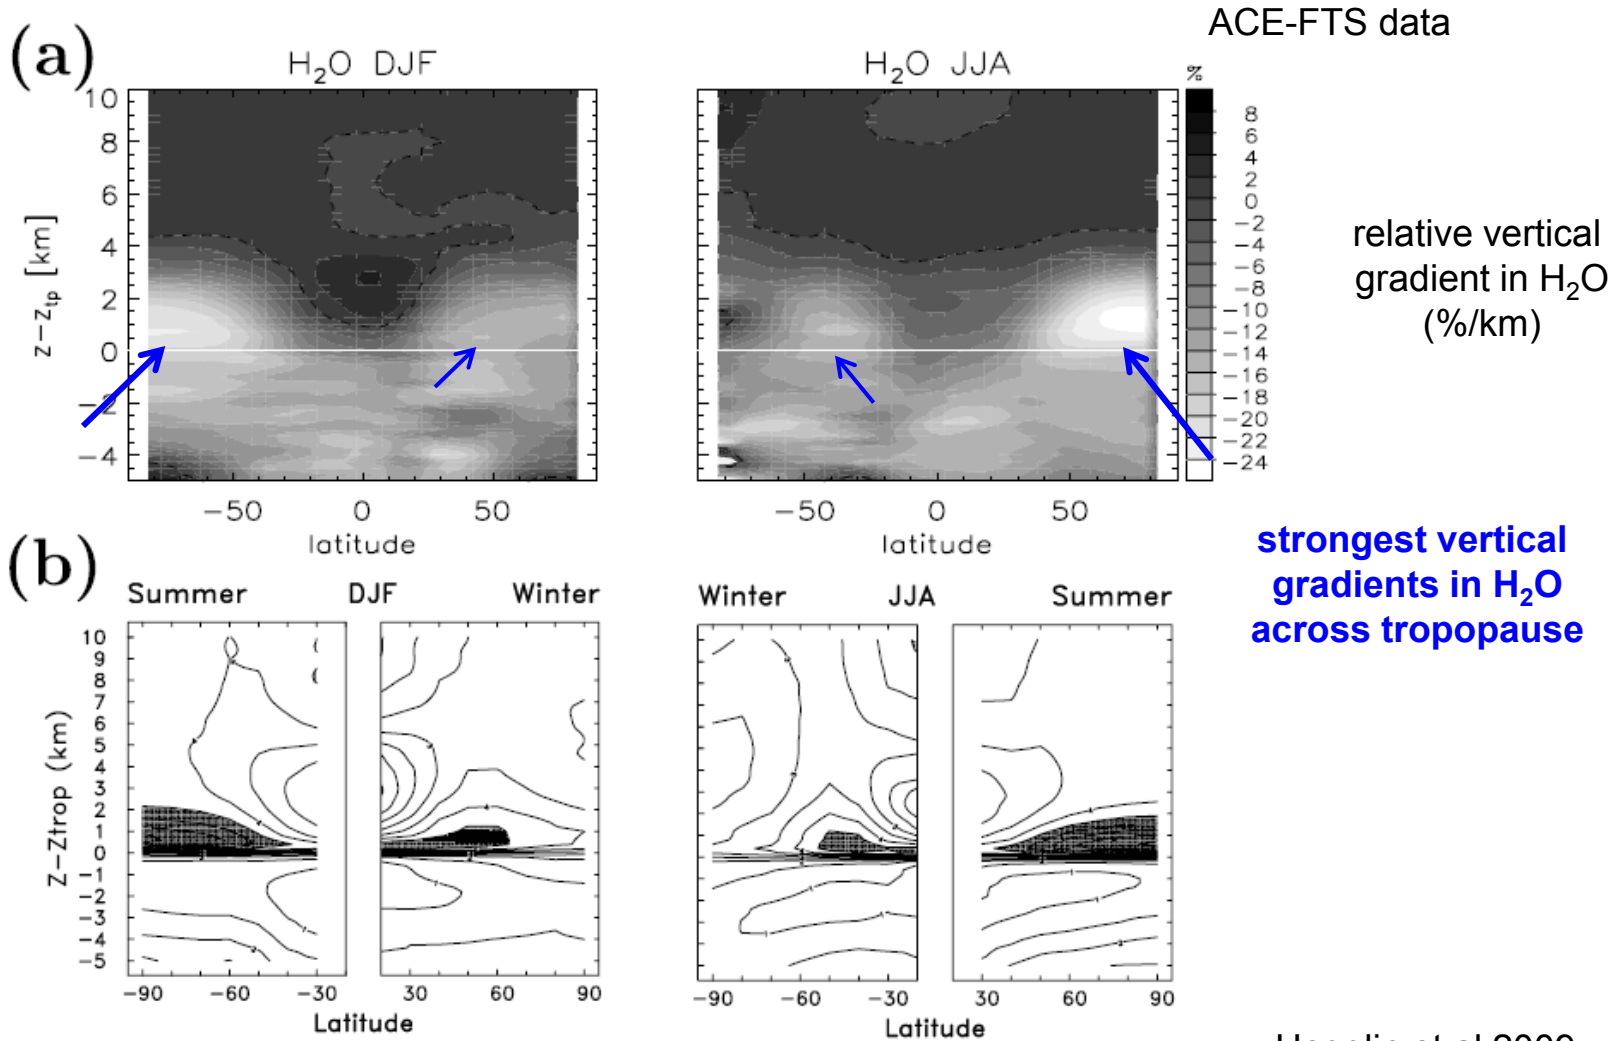 ACE-FTS data
(a)
H₂O DJF
H₂O JJA
%
10
8
6
4
2
0
−2
−4
z−z_tp [km]
−50 0 50
latitude
−50 0 50
latitude
8
6
4
2
0
−2
−4
−6
−8
−10
−12
−14
−16
−18
−20
−22
−24
relative vertical
gradient in H₂O
(%/km)
strongest vertical
gradients in H₂O
across tropopause
(b)
Summer DJF Winter
Winter JJA Summer
10
9
8
7
6
5
4
3
2
1
0
−1
−2
−3
−4
−5
Z−Ztrop (km)
−90 −60 −30 30 60 90
Latitude
−90 −60 −30 30 60 90
Latitude